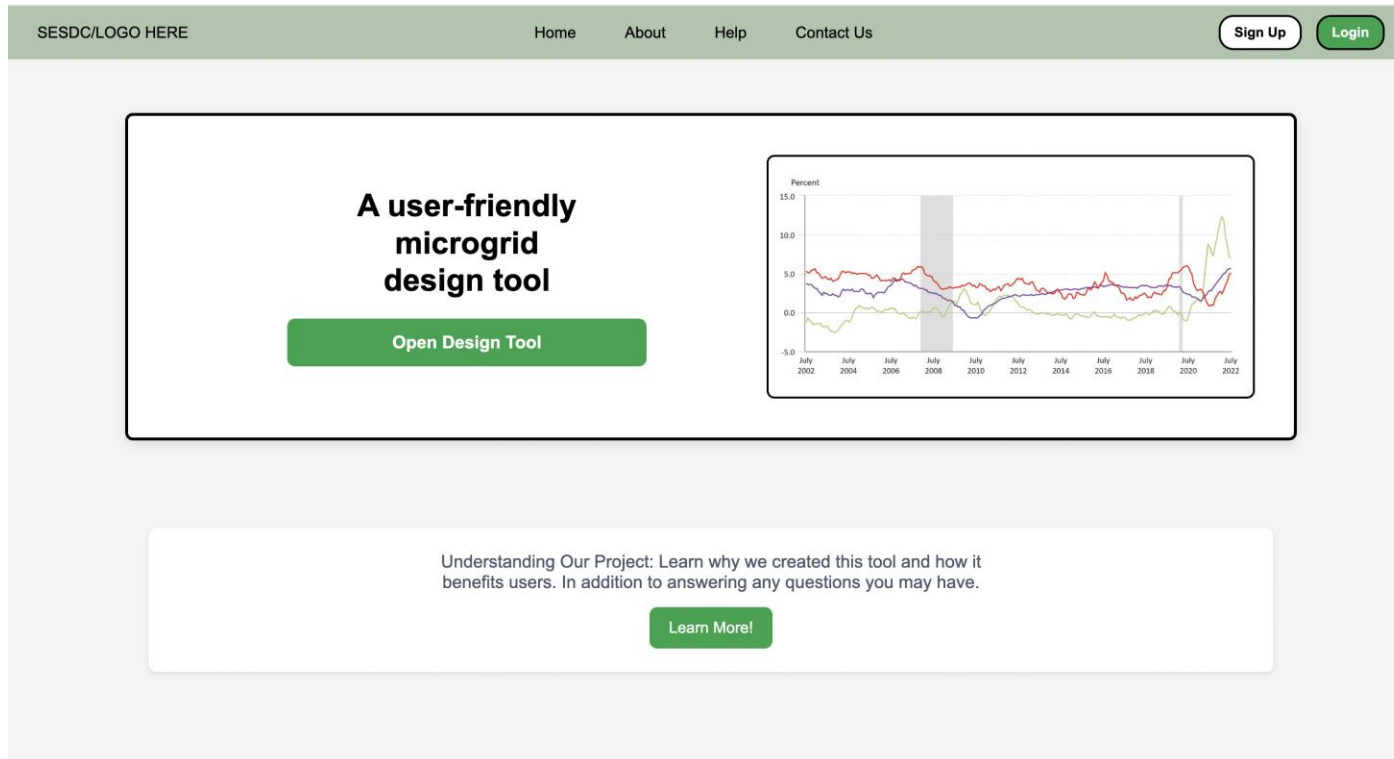 SESDC/LOGO HERE
Home
About
Help
Contact Us
Sign Up
Login
A user-friendly
microgrid
design tool
Open Design Tool
Percent
15.0
10.0
5.0
0.0
-5.0
July 2002
July 2004
July 2006
July 2008
July 2010
July 2012
July 2014
July 2016
July 2018
July 2020
July 2022
Understanding Our Project: Learn why we created this tool and how it
benefits users. In addition to answering any questions you may have.
Learn More!